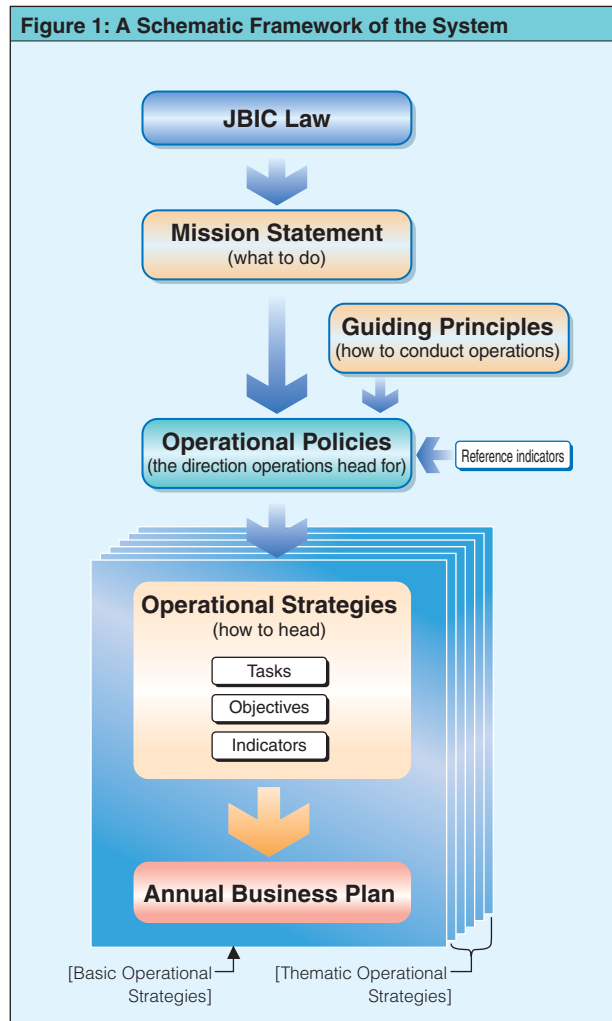 Figure 1: A Schematic Framework of the System
JBIC Law
Mission Statement
(what to do)
Guiding Principles
(how to conduct operations)
Operational Policies
(the direction operations head for)
Reference indicators
Operational Strategies
(how to head)
Tasks
Objectives
Indicators
Annual Business Plan
[Basic Operational
Strategies]
[Thematic Operational
Strategies]